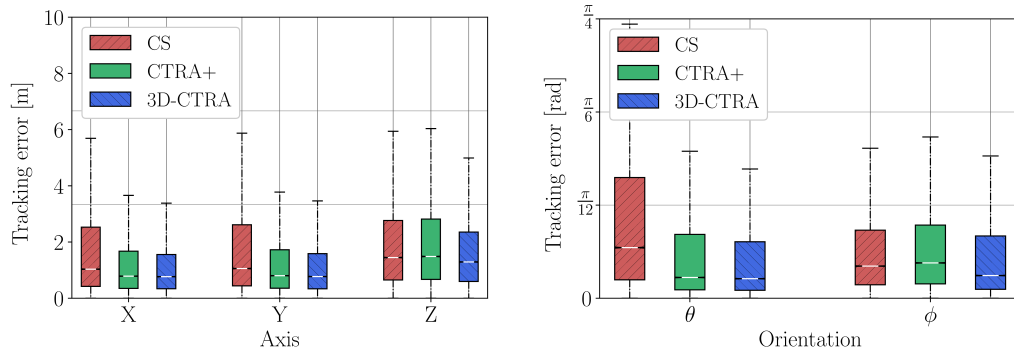 10
8
6
4
2
0
Tracking error [m]
CS
CTRA+
3D-CTRA
X
Y
Z
Axis
π/4
π/6
π/12
0
Tracking error [rad]
CS
CTRA+
3D-CTRA
θ
ϕ
Orientation